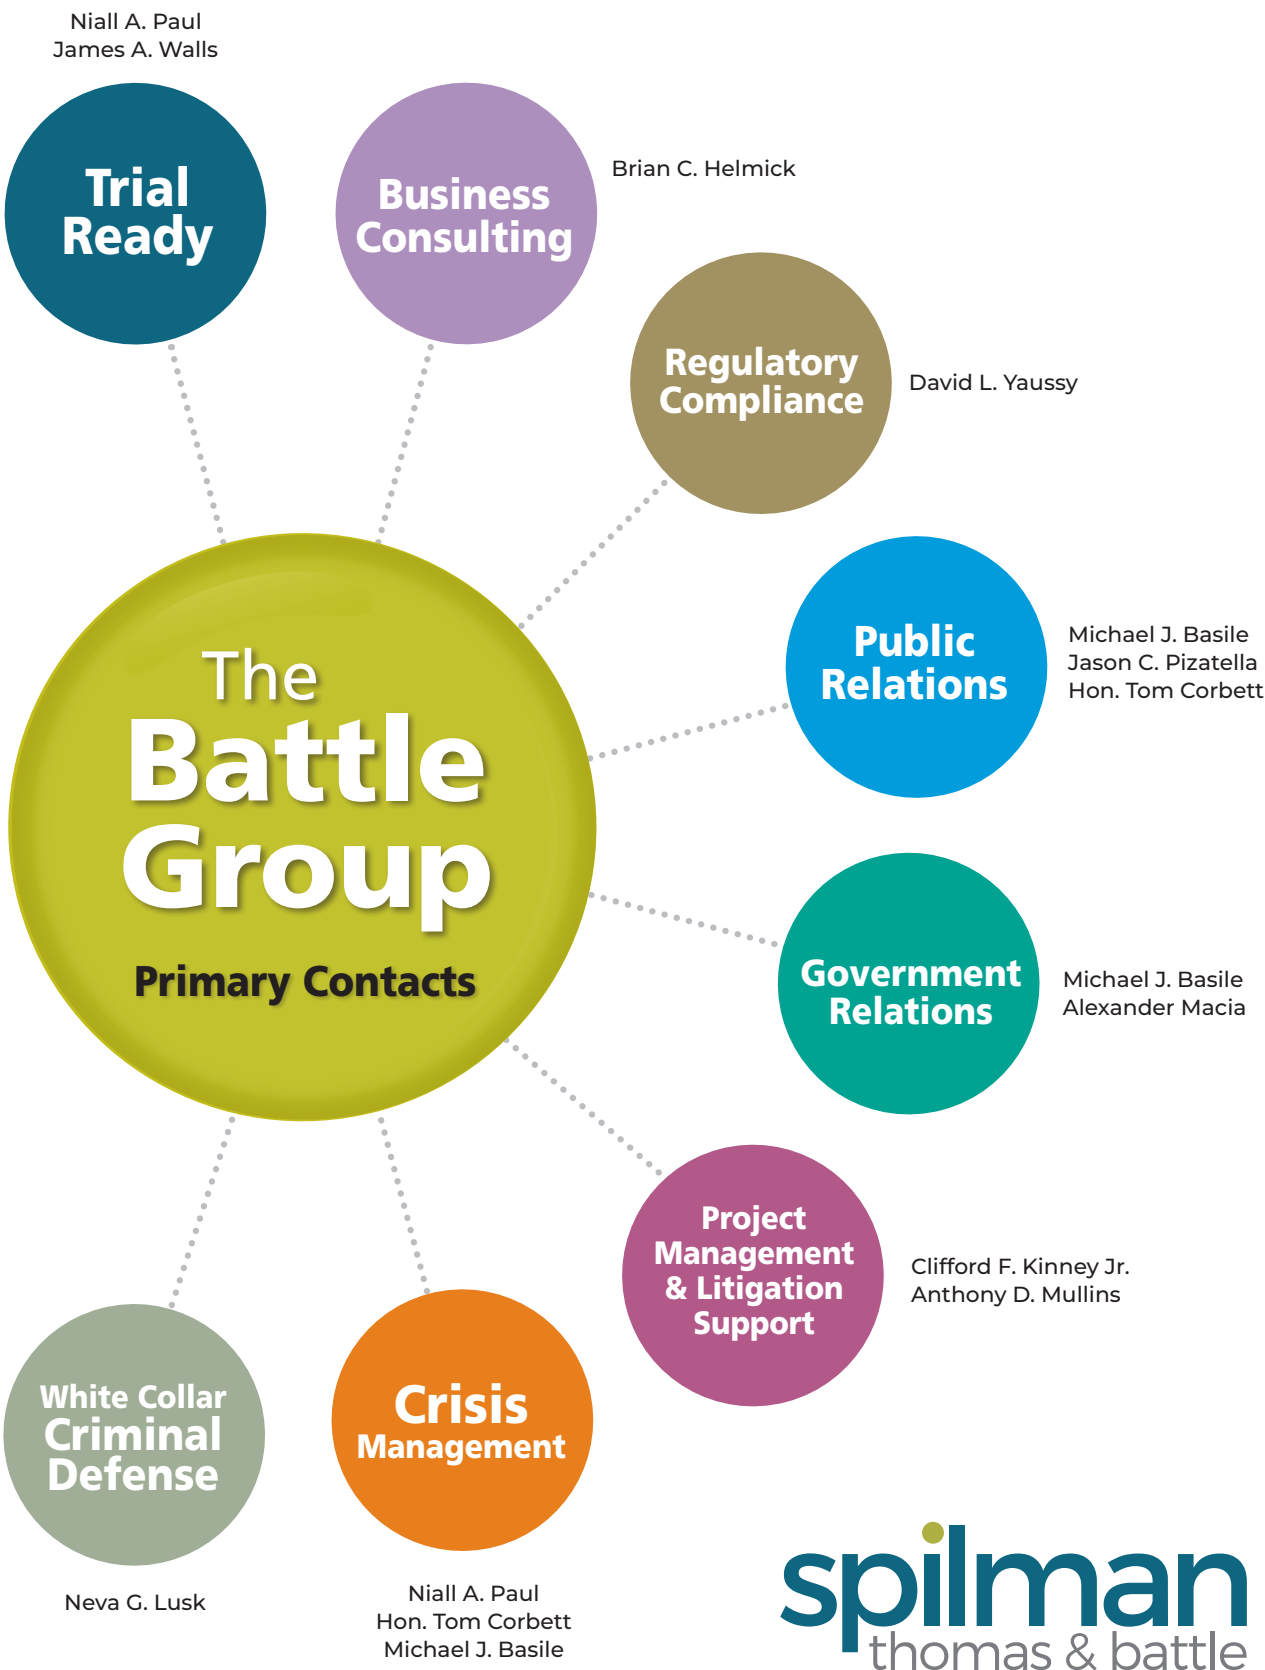 Niall A. Paul
James A. Walls
Trial
Ready
Business
Consulting
Brian C. Helmick
Regulatory
Compliance
David L. Yaussy
Public
Relations
Michael J. Basile
Jason C. Pizatella
Hon. Tom Corbett
The
Battle
Group
Primary Contacts
Government
Relations
Michael J. Basile
Alexander Macia
Project
Management
& Litigation
Support
Clifford F. Kinney Jr.
Anthony D. Mullins
Crisis
Management
Niall A. Paul
Hon. Tom Corbett
Michael J. Basile
White Collar
Criminal
Defense
Neva G. Lusk
spilman
thomas & battle